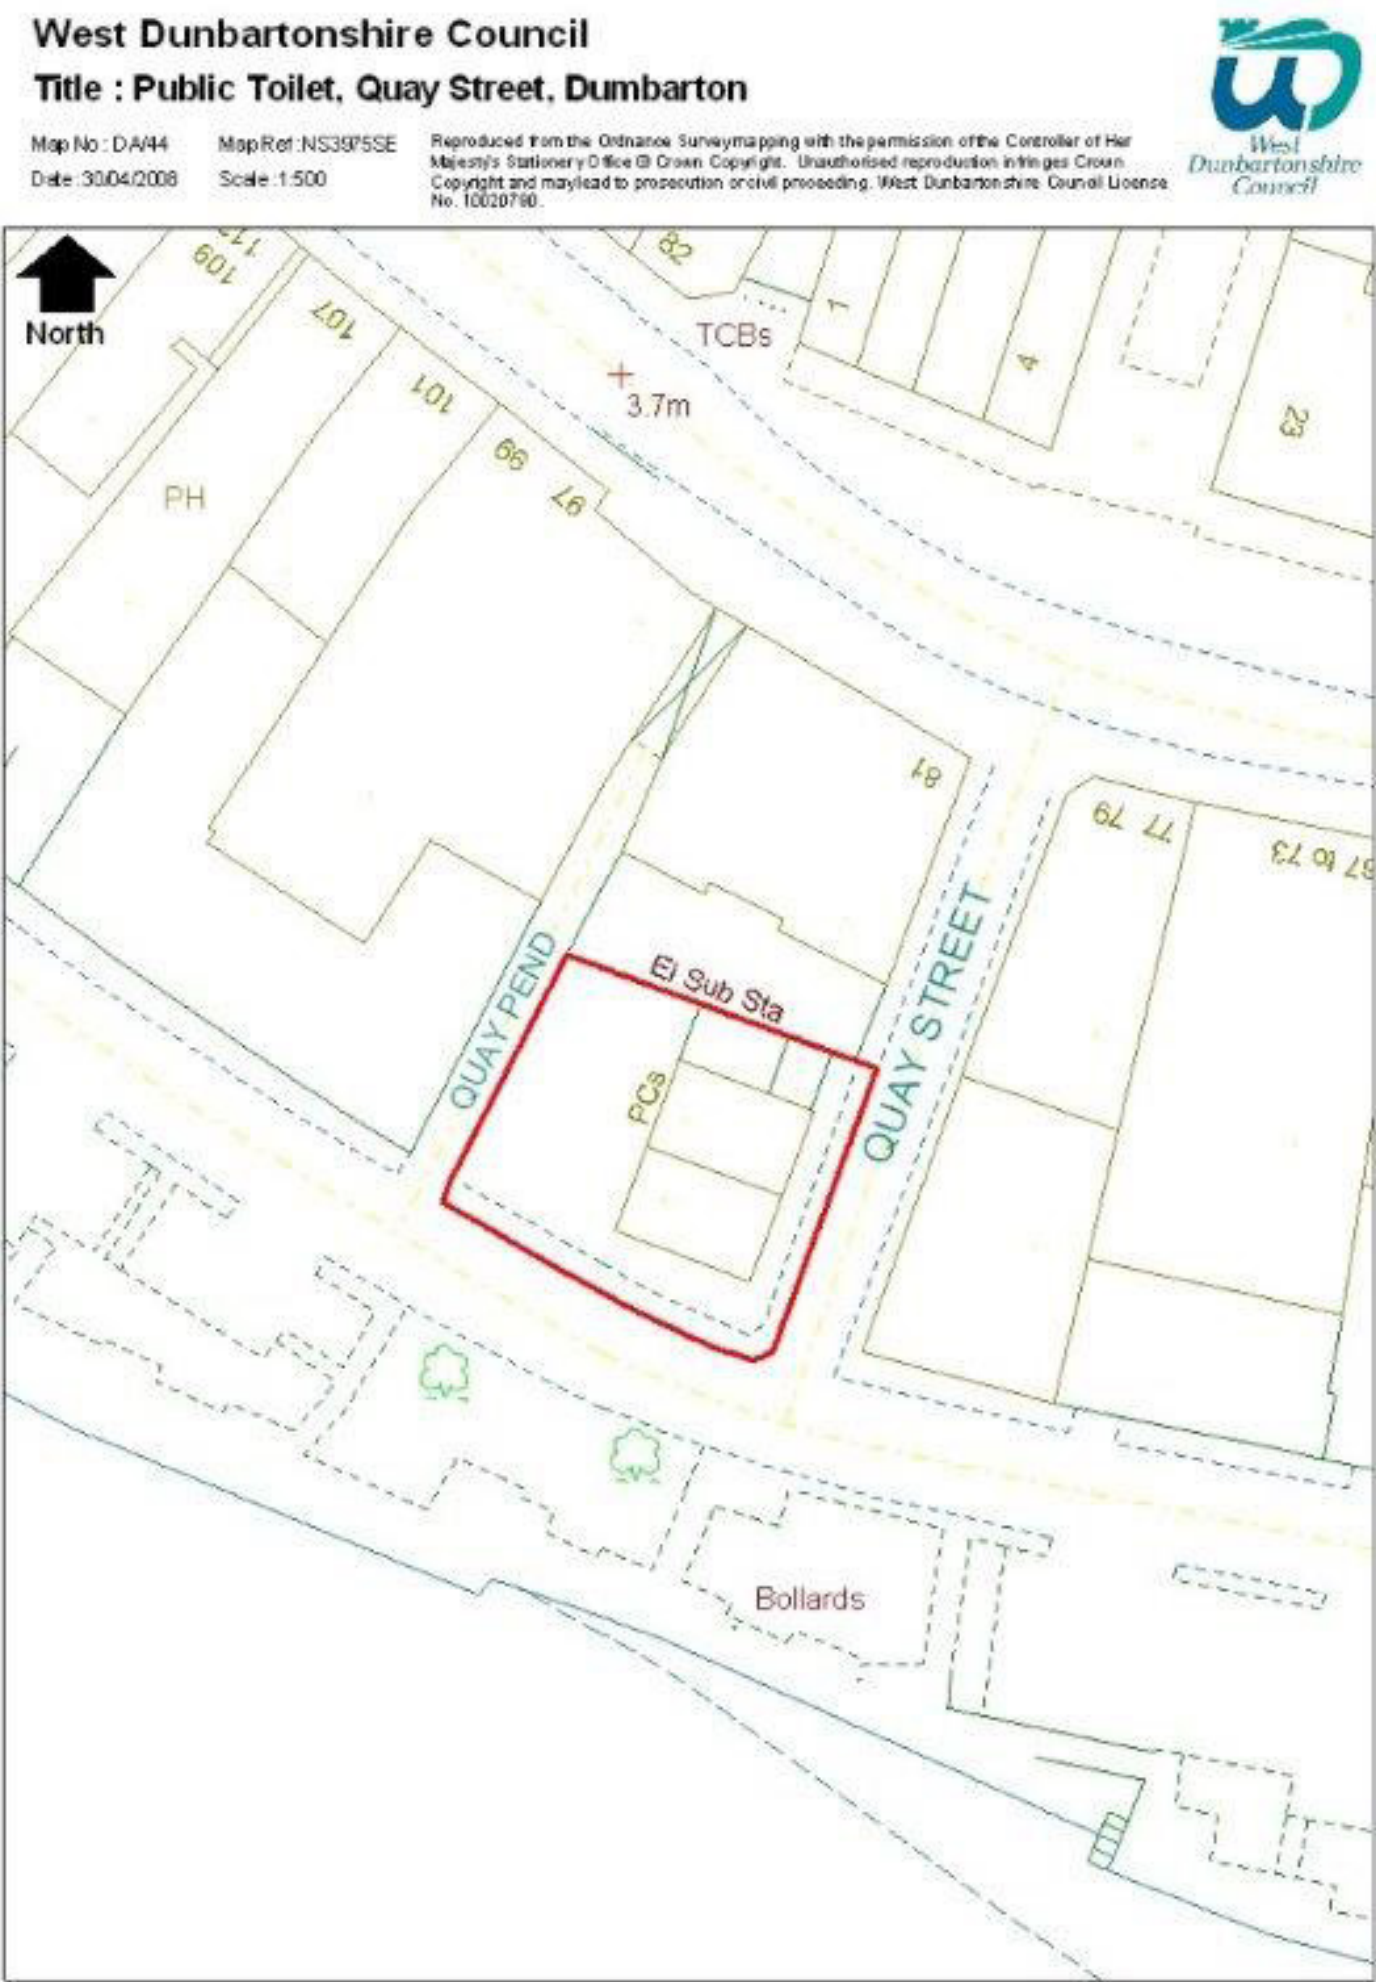 West Dunbartonshire Council
Title : Public Toilet, Quay Street, Dumbarton
Map No : DA/44
Map Ref :NS3975SE
Date :30/04/2008
Scale :1:500
Reproduced from the Ordnance Survey mapping with the permission of the Controller of Her
Majesty's Stationery Office © Crown Copyright. Unauthorised reproduction infringes Crown
Copyright and may lead to prosecution or civil proceeding. West Dunbartonshire Council License
No. 10020790.
West
Dunbartonshire
Council
North
109
107
101
99
97
82
TCBs
1
4
23
3.7m
PH
81
77 79
67 to 73
QUAY PEND
El Sub Sta
PCs
QUAY STREET
Bollards